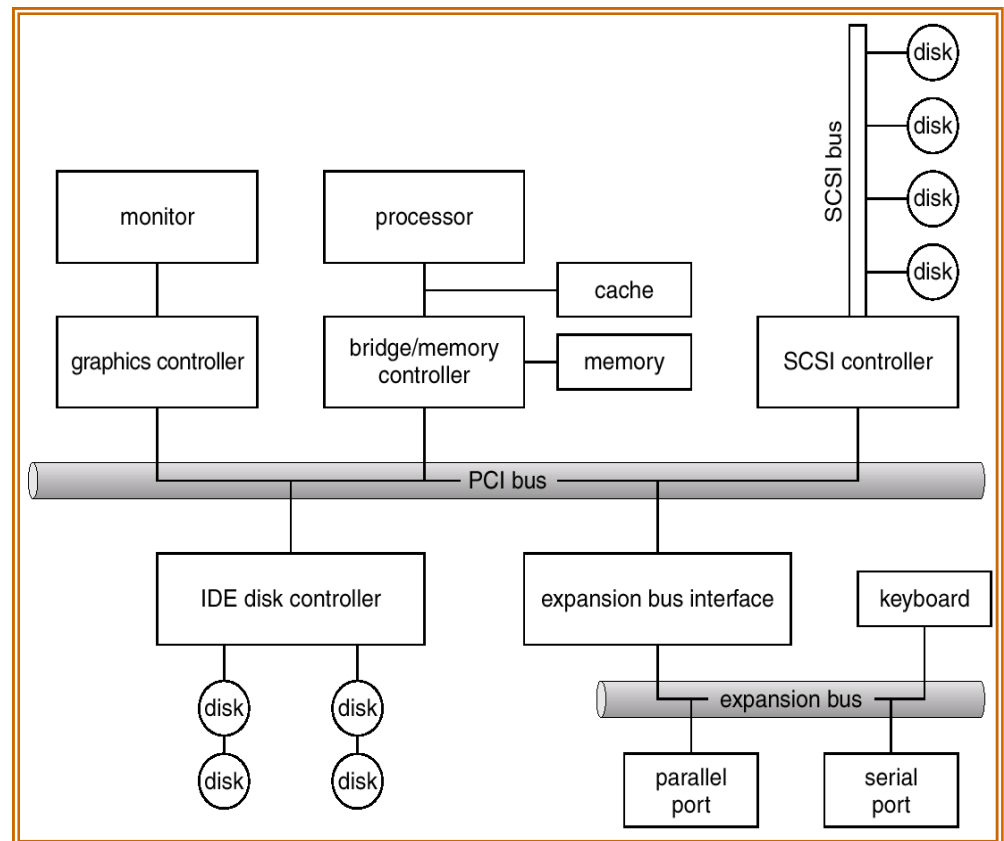 disk
disk
disk
disk
SCSI bus
monitor
processor
cache
graphics controller
bridge/memory
controller
memory
SCSI controller
PCI bus
IDE disk controller
expansion bus interface
keyboard
disk
disk
disk
disk
expansion bus
parallel
port
serial
port